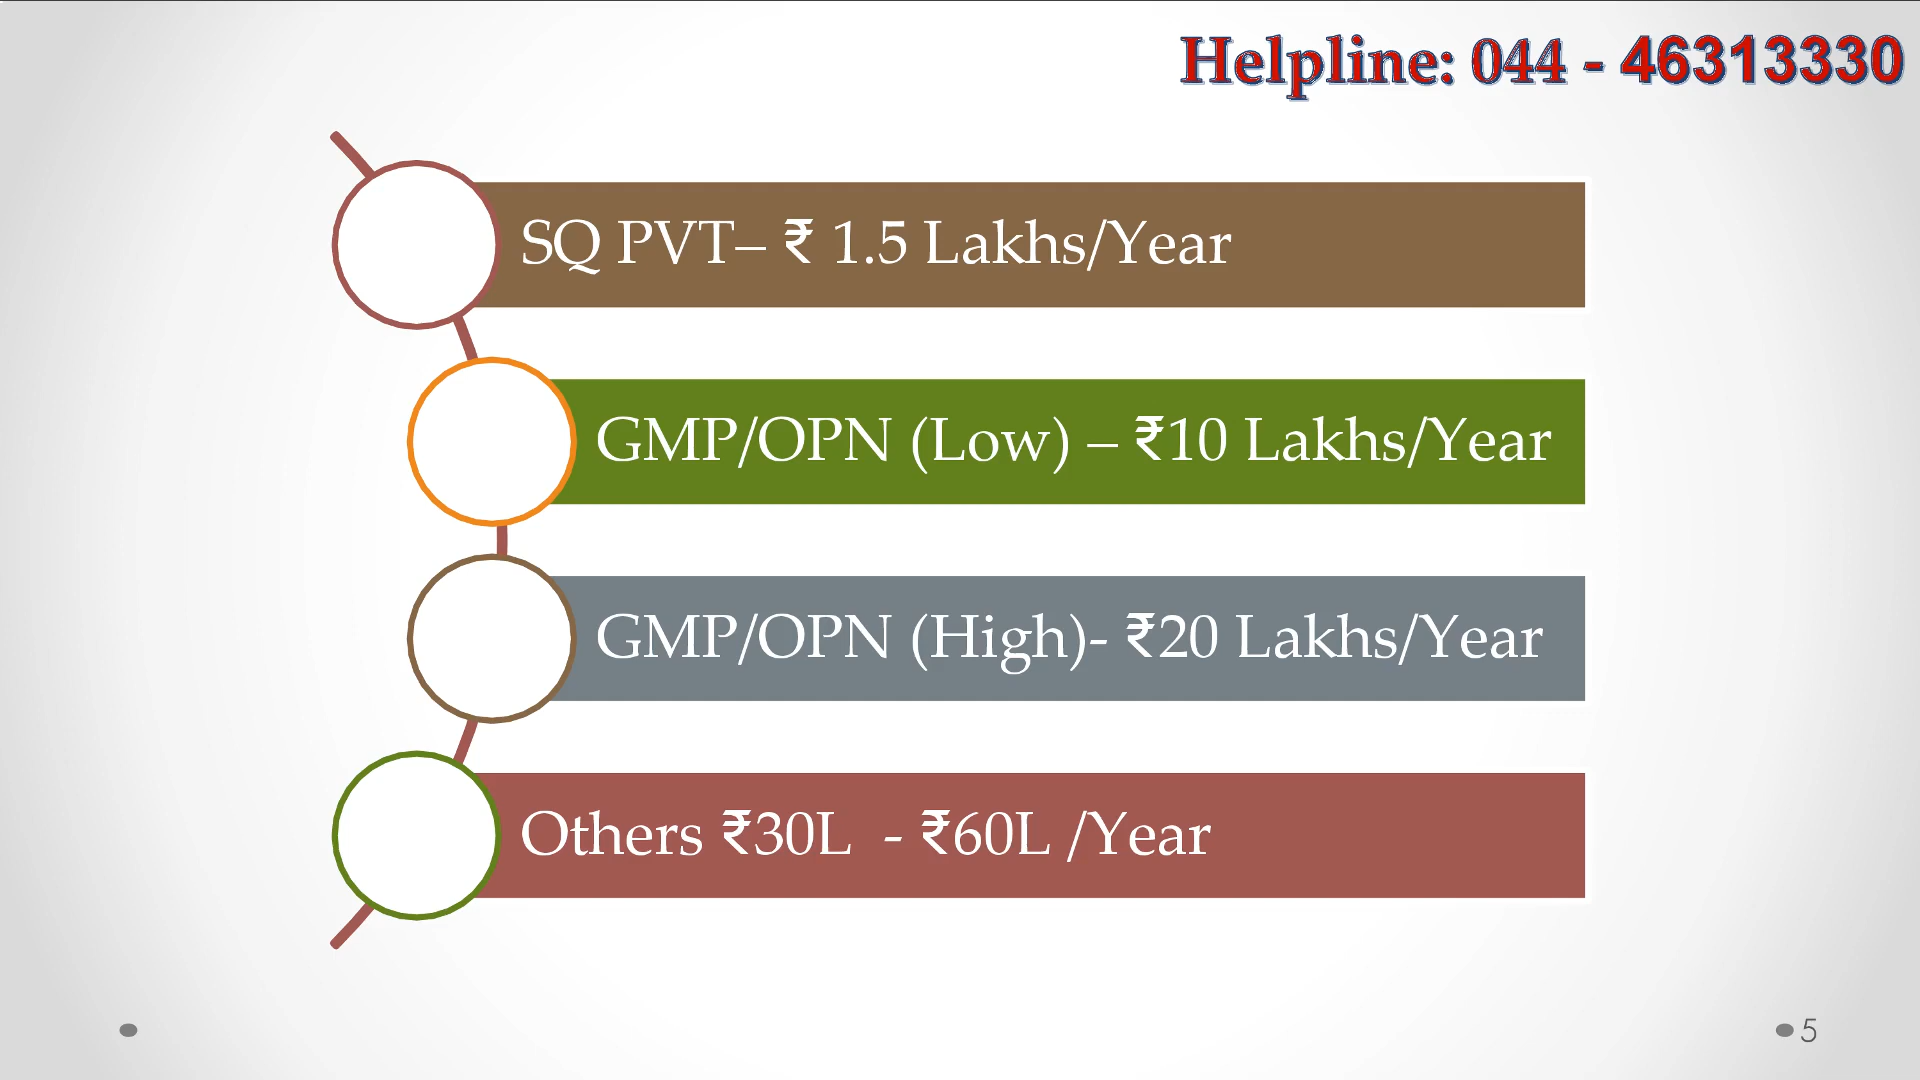 Helpline: 044 - 46313330
SQ PVT– ₹ 1.5 Lakhs/Year
GMP/OPN (Low) – ₹10 Lakhs/Year
GMP/OPN (High)- ₹20 Lakhs/Year
Others ₹30L  - ₹60L /Year
5